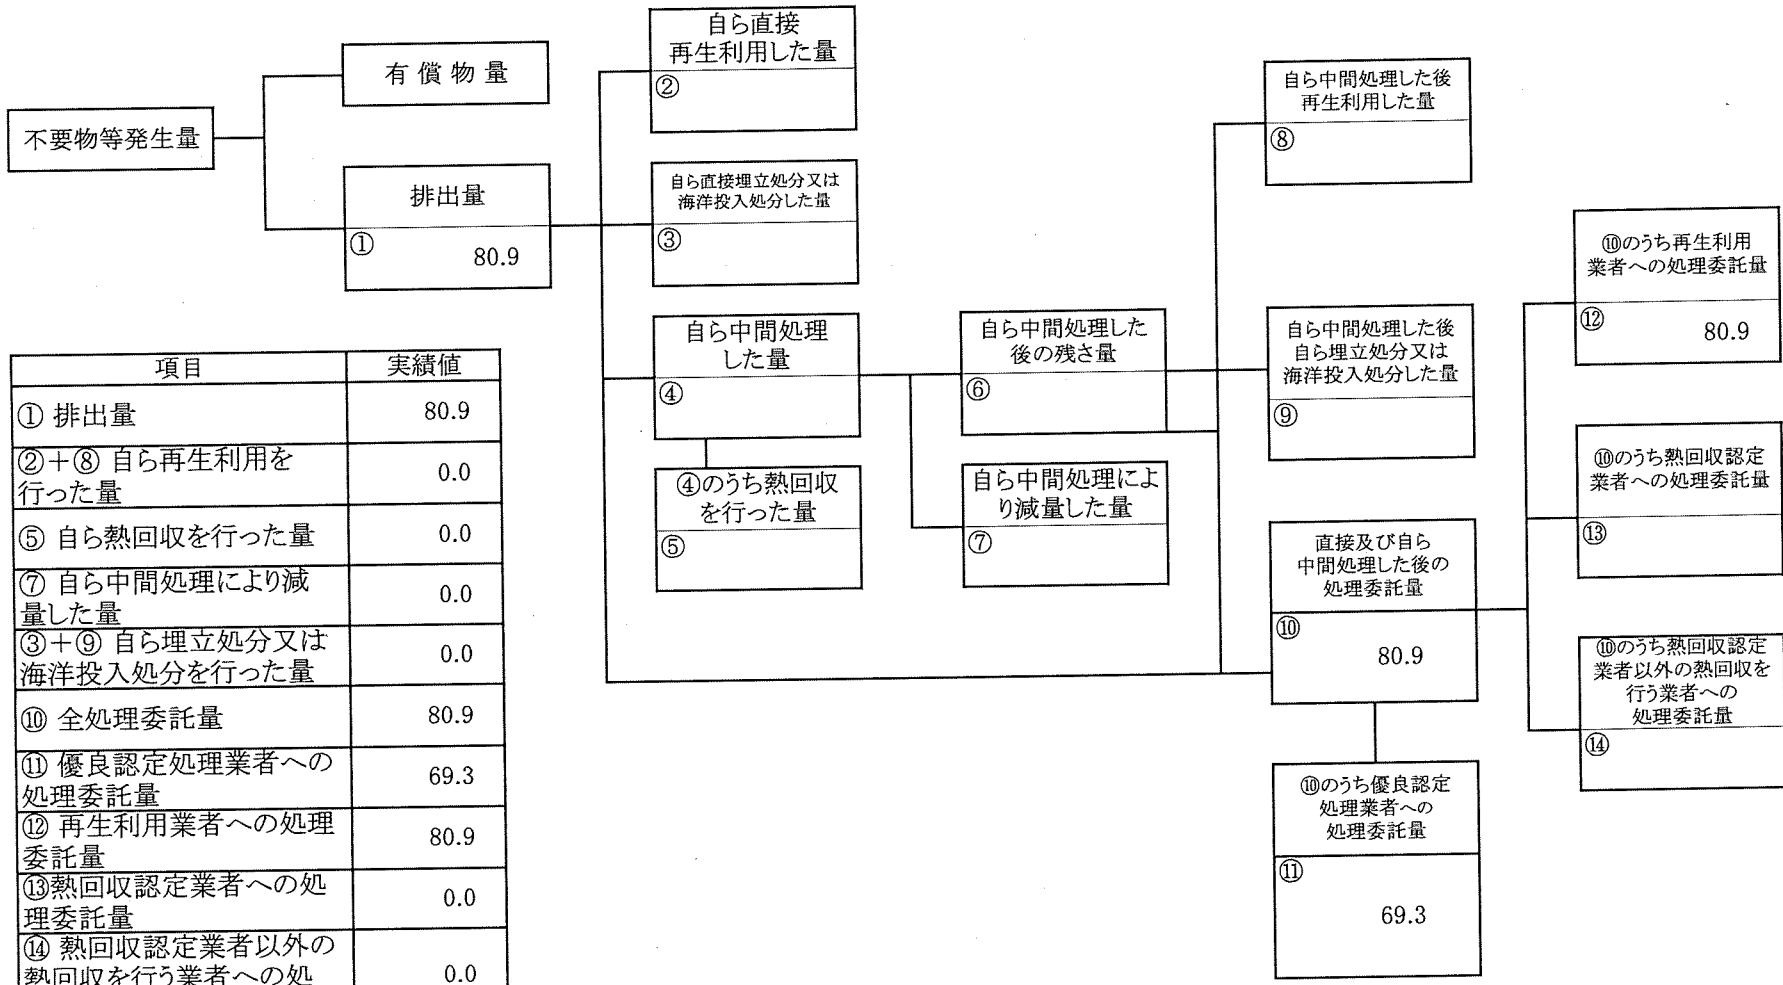 不要物等発生量
有償物量
排出量
①
80.9
自ら直接
再生利用した量
②
自ら直接埋立処分又は
海洋投入処分した量
③
自ら中間処理
した量
④
④のうち熱回収
を行った量
⑤
自ら中間処理した
後の残さ量
⑥
自ら中間処理によ
り減量した量
⑦
自ら中間処理した後
再生利用した量
⑧
自ら中間処理した後
自ら埋立処分又は
海洋投入処分した量
⑨
直接及び自ら
中間処理した後の
処理委託量
⑩
80.9
⑩のうち優良認定
処理業者への
処理委託量
⑪
69.3
⑩のうち再生利用
業者への処理委託量
⑫
80.9
⑩のうち熱回収認定
業者への処理委託量
⑬
⑩のうち熱回収認定
業者以外の熱回収を
行う業者への
処理委託量
⑭
項目 実績値
① 排出量 80.9
②+⑧ 自ら再生利用を
行った量 0.0
⑤ 自ら熱回収を行った量 0.0
⑦ 自ら中間処理により減
量した量 0.0
③+⑨ 自ら埋立処分又は
海洋投入処分を行った量 0.0
⑩ 全処理委託量 80.9
⑪ 優良認定処理業者への
処理委託量 69.3
⑫ 再生利用業者への処理
委託量 80.9
⑬熱回収認定業者への処
理委託量 0.0
⑭ 熱回収認定業者以外の
熱回収を行う業者への処 0.0